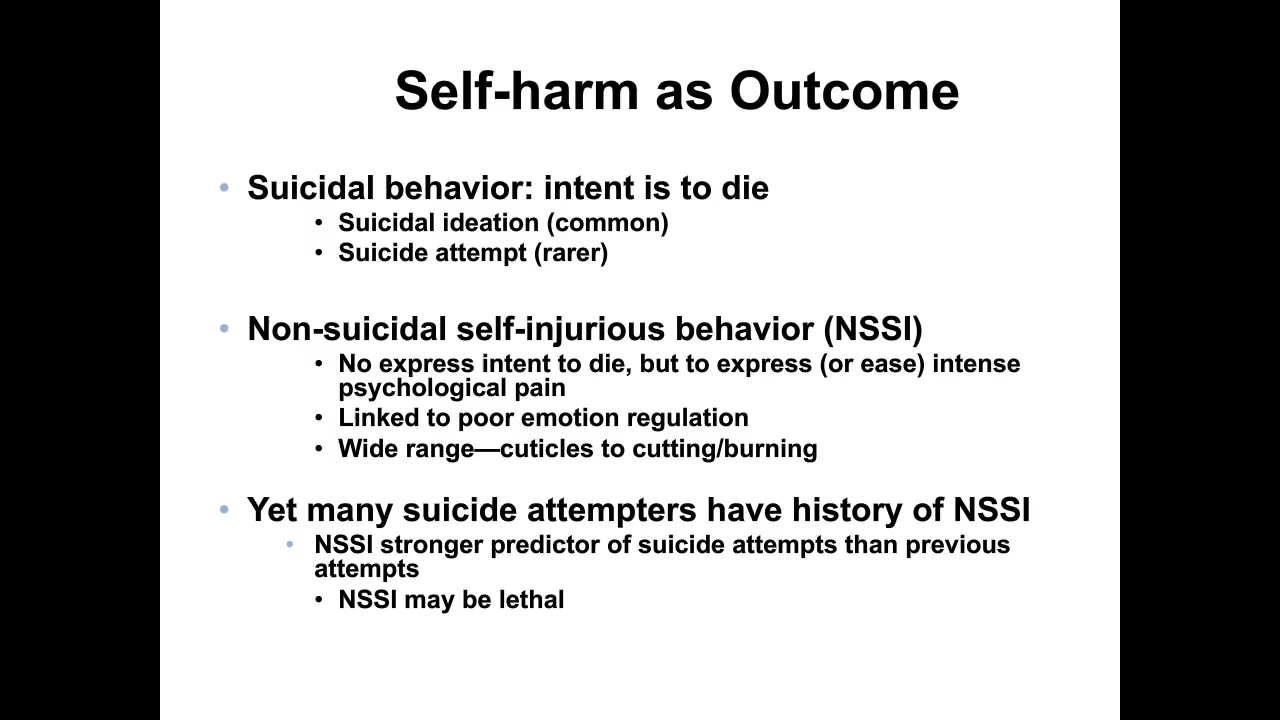 Self-harm as Outcome
• Suicidal behavior: intent is to die
• Suicidal ideation (common)
• Suicide attempt (rarer)
• Non-suicidal self-injurious behavior (NSSI)
• No express intent to die, but to express (or ease) intense
psychological pain
• Linked to poor emotion regulation
• Wide range—cuticles to cutting/burning
• Yet many suicide attempters have history of NSSI
• NSSI stronger predictor of suicide attempts than previous
attempts
• NSSI may be lethal